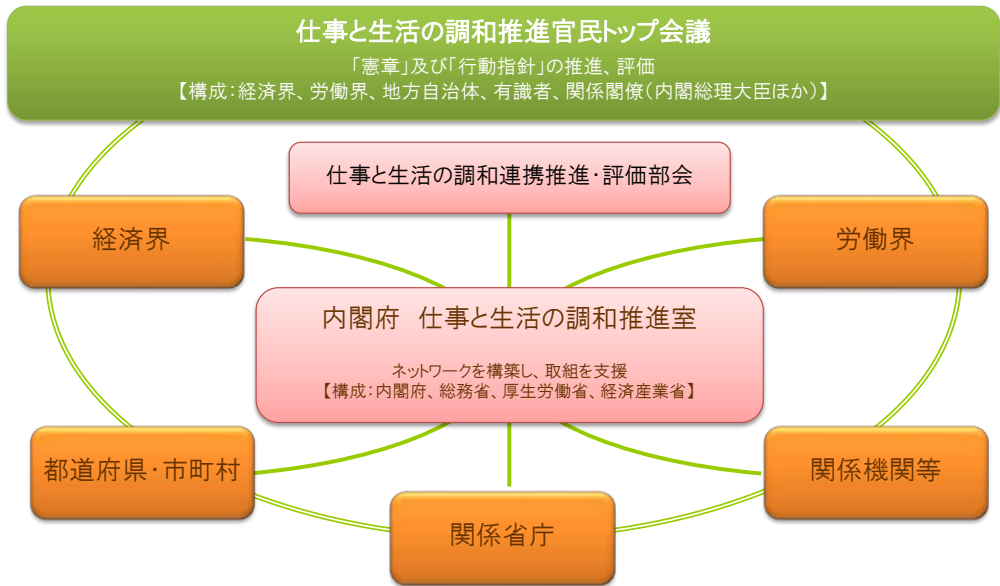 仕事と生活の調和推進官民トップ会議
「憲章」及び「行動指針」の推進、評価
【構成：経済界、労働界、地方自治体、有識者、関係閣僚（内閣総理大臣ほか）】
仕事と生活の調和連携推進・評価部会
経済界
労働界
内閣府　仕事と生活の調和推進室
ネットワークを構築し、取組を支援
【構成：内閣府、総務省、厚生労働省、経済産業省】
都道府県・市町村
関係機関等
関係省庁